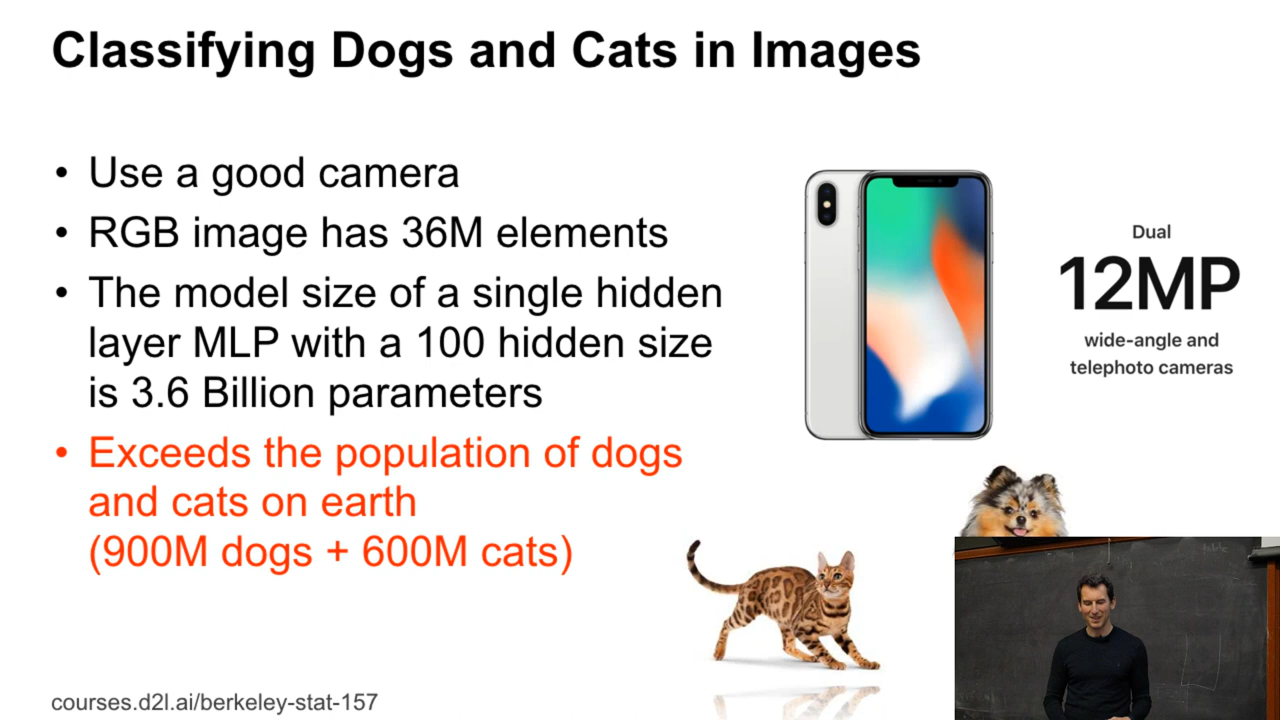 Classifying Dogs and Cats in Images
• Use a good camera
• RGB image has 36M elements
• The model size of a single hidden
layer MLP with a 100 hidden size
is 3.6 Billion parameters
• Exceeds the population of dogs
and cats on earth
(900M dogs + 600M cats)
Dual
12MP
wide-angle and
telephoto cameras
courses.d2l.ai/berkeley-stat-157